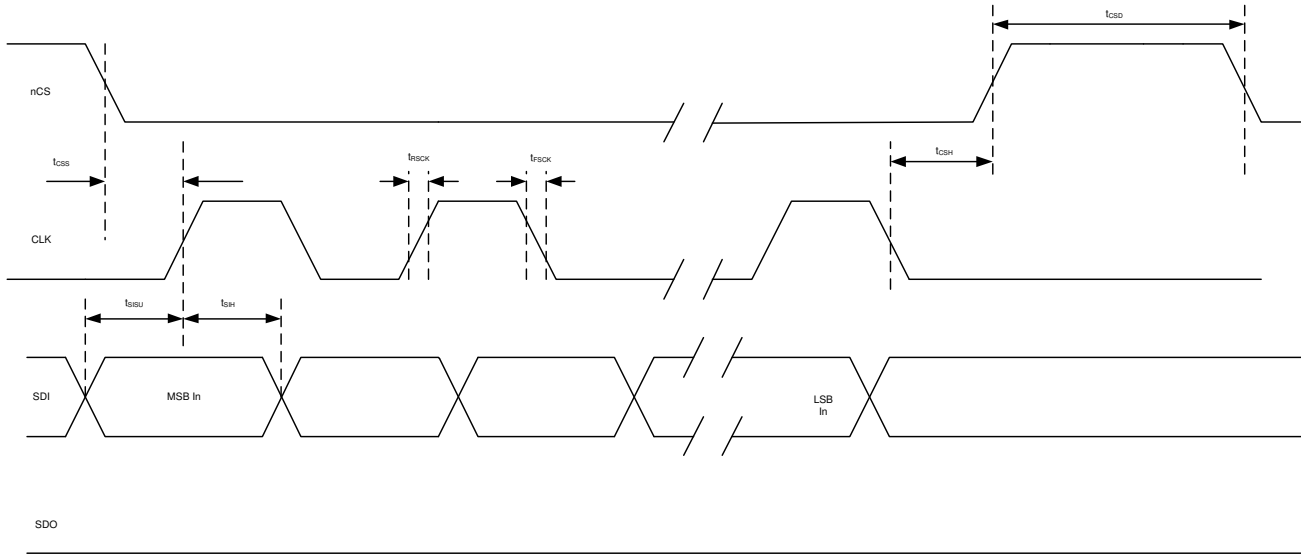 tCSD
nCS
tCSS
tRSCK
tFSCK
tCSH
CLK
tSISU
tSIH
SDI
MSB In
LSB
In
SDO